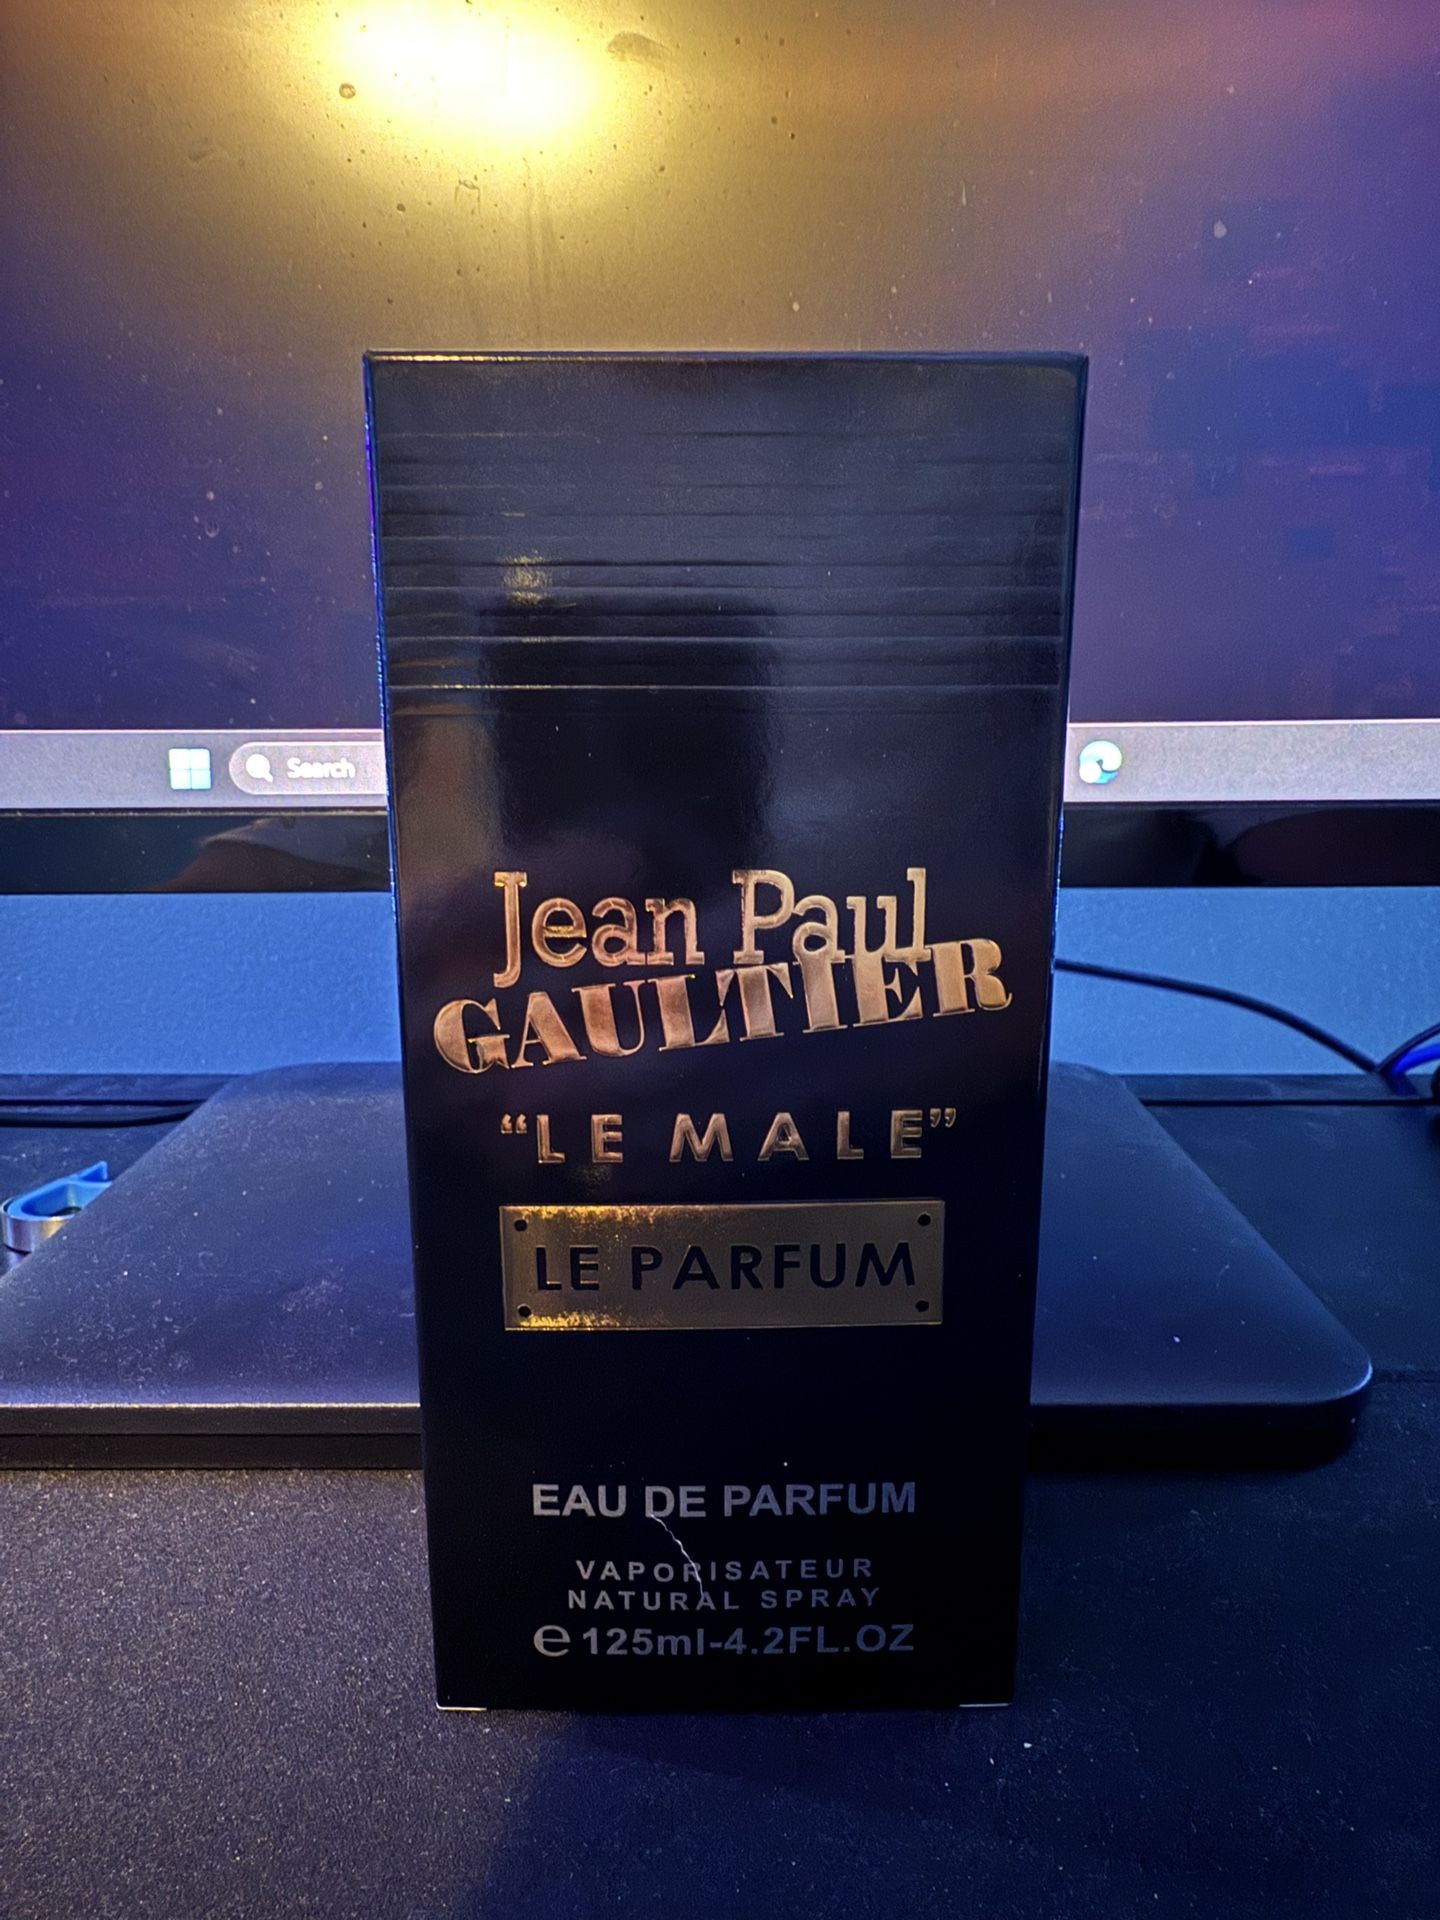 Search
Jean Paul
GAULTIER
“LE MALE”
LE PARFUM
EAU DE PARFUM
VAPORISATEUR
NATURAL SPRAY
℮ 125ml-4.2FL.OZ